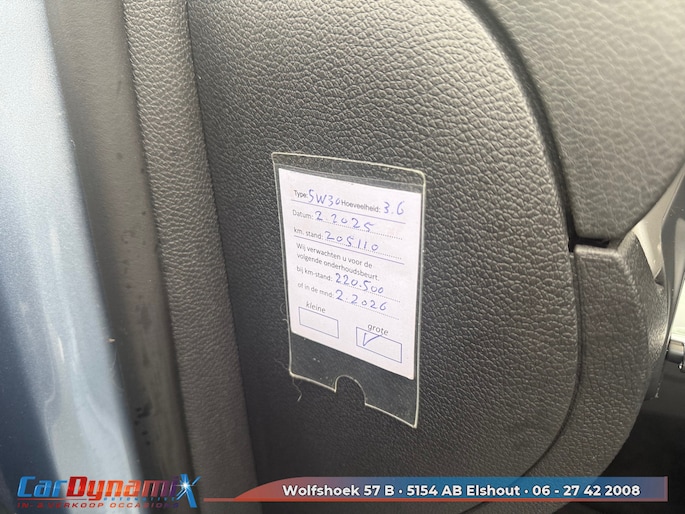 Type: 5W30 Hoeveelheid: 3.6
Datum: 2.2025
km. stand: 205110
Wij verwachten u voor de
volgende onderhoudsbeurt.
bij km-stand: 220.500
of in de mnd: 2.2026
kleine grote
CarDynamiX
IN- & VERKOOP OCCASIONS
Wolfshoek 57 B • 5154 AB Elshout • 06 - 27 42 2008